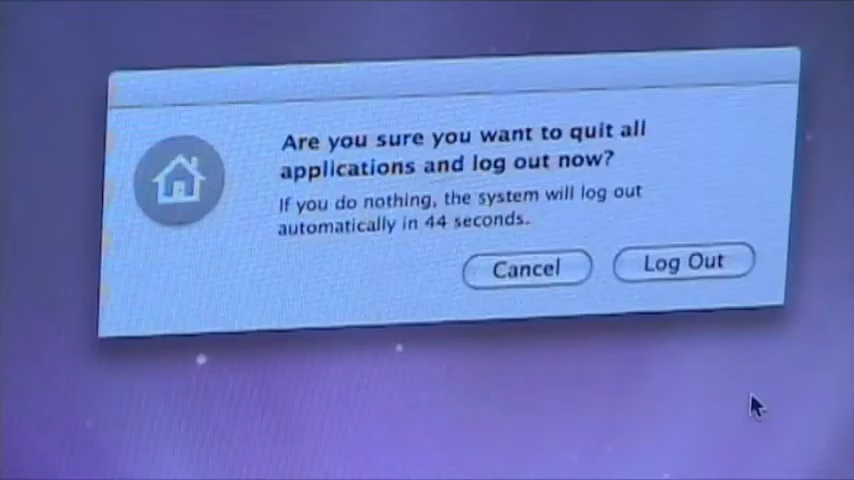 Are you sure you want to quit all
applications and log out now?
If you do nothing, the system will log out
automatically in 44 seconds.
Cancel
Log Out